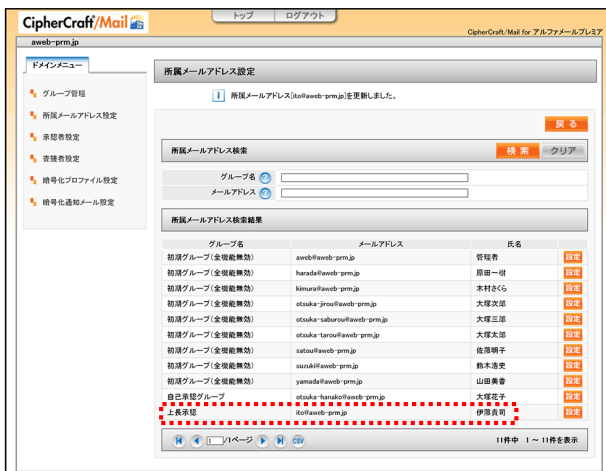 CipherCraft/Mail
トップ
ログアウト
CipherCraft/Mail for アルファメールプレミア
aweb-prm.jp
ドメインメニュー
グループ管理
所属メールアドレス設定
承認者設定
査閲者設定
暗号化プロファイル設定
暗号化通知メール設定
所属メールアドレス設定
所属メールアドレス[ito@aweb-prm.jp]を更新しました。
戻る
所属メールアドレス検索
検索 クリア
グループ名
メールアドレス
所属メールアドレス検索結果
グループ名 メールアドレス 氏名
初期グループ(全機能無効) aweb@aweb-prm.jp 管理者 設定
初期グループ(全機能無効) harada@aweb-prm.jp 原田一樹 設定
初期グループ(全機能無効) kimura@aweb-prm.jp 木村さくら 設定
初期グループ(全機能無効) otsuka-jirou@aweb-prm.jp 大塚次郎 設定
初期グループ(全機能無効) otsuka-saburou@aweb-prm.jp 大塚三郎 設定
初期グループ(全機能無効) otsuka-tarou@aweb-prm.jp 大塚太郎 設定
初期グループ(全機能無効) satou@aweb-prm.jp 佐藤明子 設定
初期グループ(全機能無効) suzuki@aweb-prm.jp 鈴木浩史 設定
初期グループ(全機能無効) yamada@aweb-prm.jp 山田美香 設定
自己承認グループ otsuka-hanako@aweb-prm.jp 大塚花子 設定
上長承認 ito@aweb-prm.jp 伊藤貴司 設定
1 /1ページ CSV 11件中 1 ～ 11件を表示